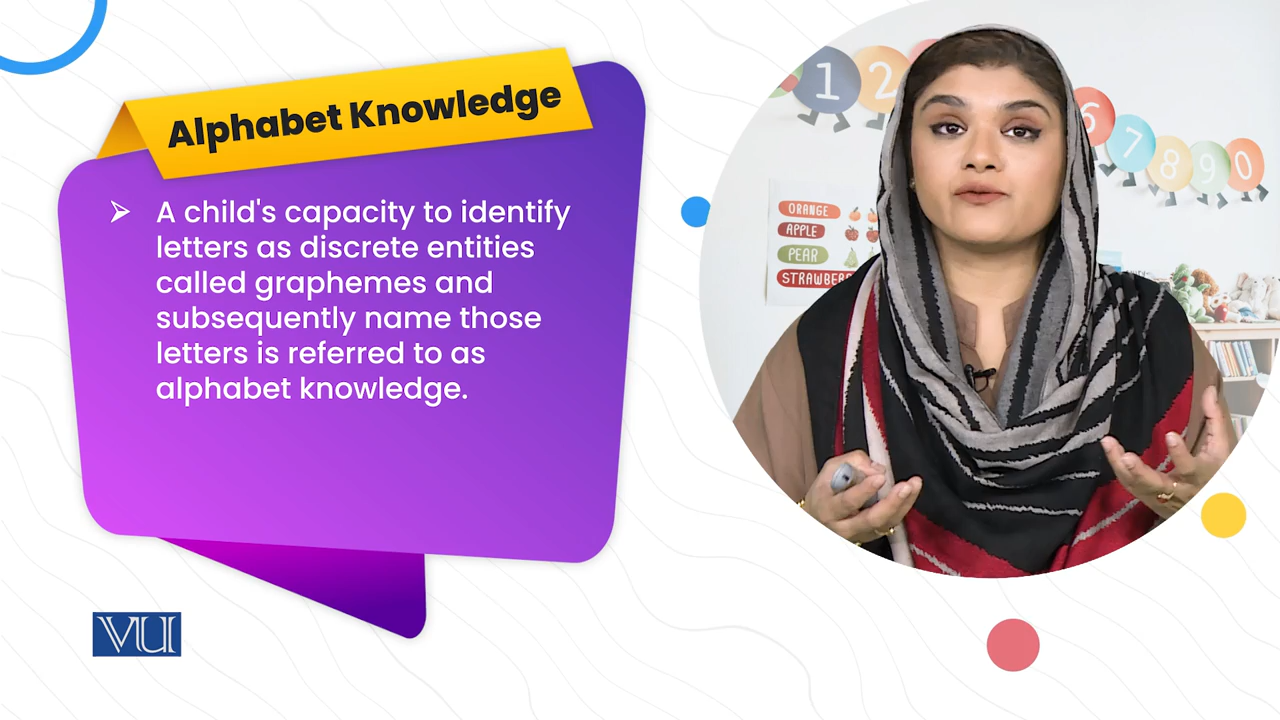 Alphabet Knowledge
➢ A child's capacity to identify
letters as discrete entities
called graphemes and
subsequently name those
letters is referred to as
alphabet knowledge.
VU
1 2
6 7 8 9 0
ORANGE
APPLE
PEAR
STRAWBER